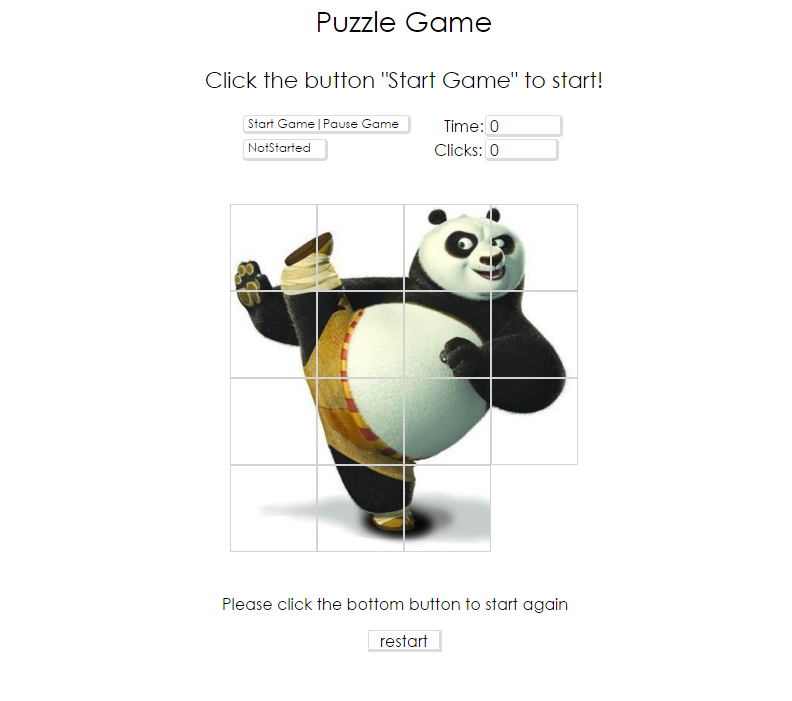 Puzzle Game
Click the button "Start Game" to start!
Start Game|Pause Game
Time: 0
NotStarted
Clicks: 0
Please click the bottom button to start again
restart